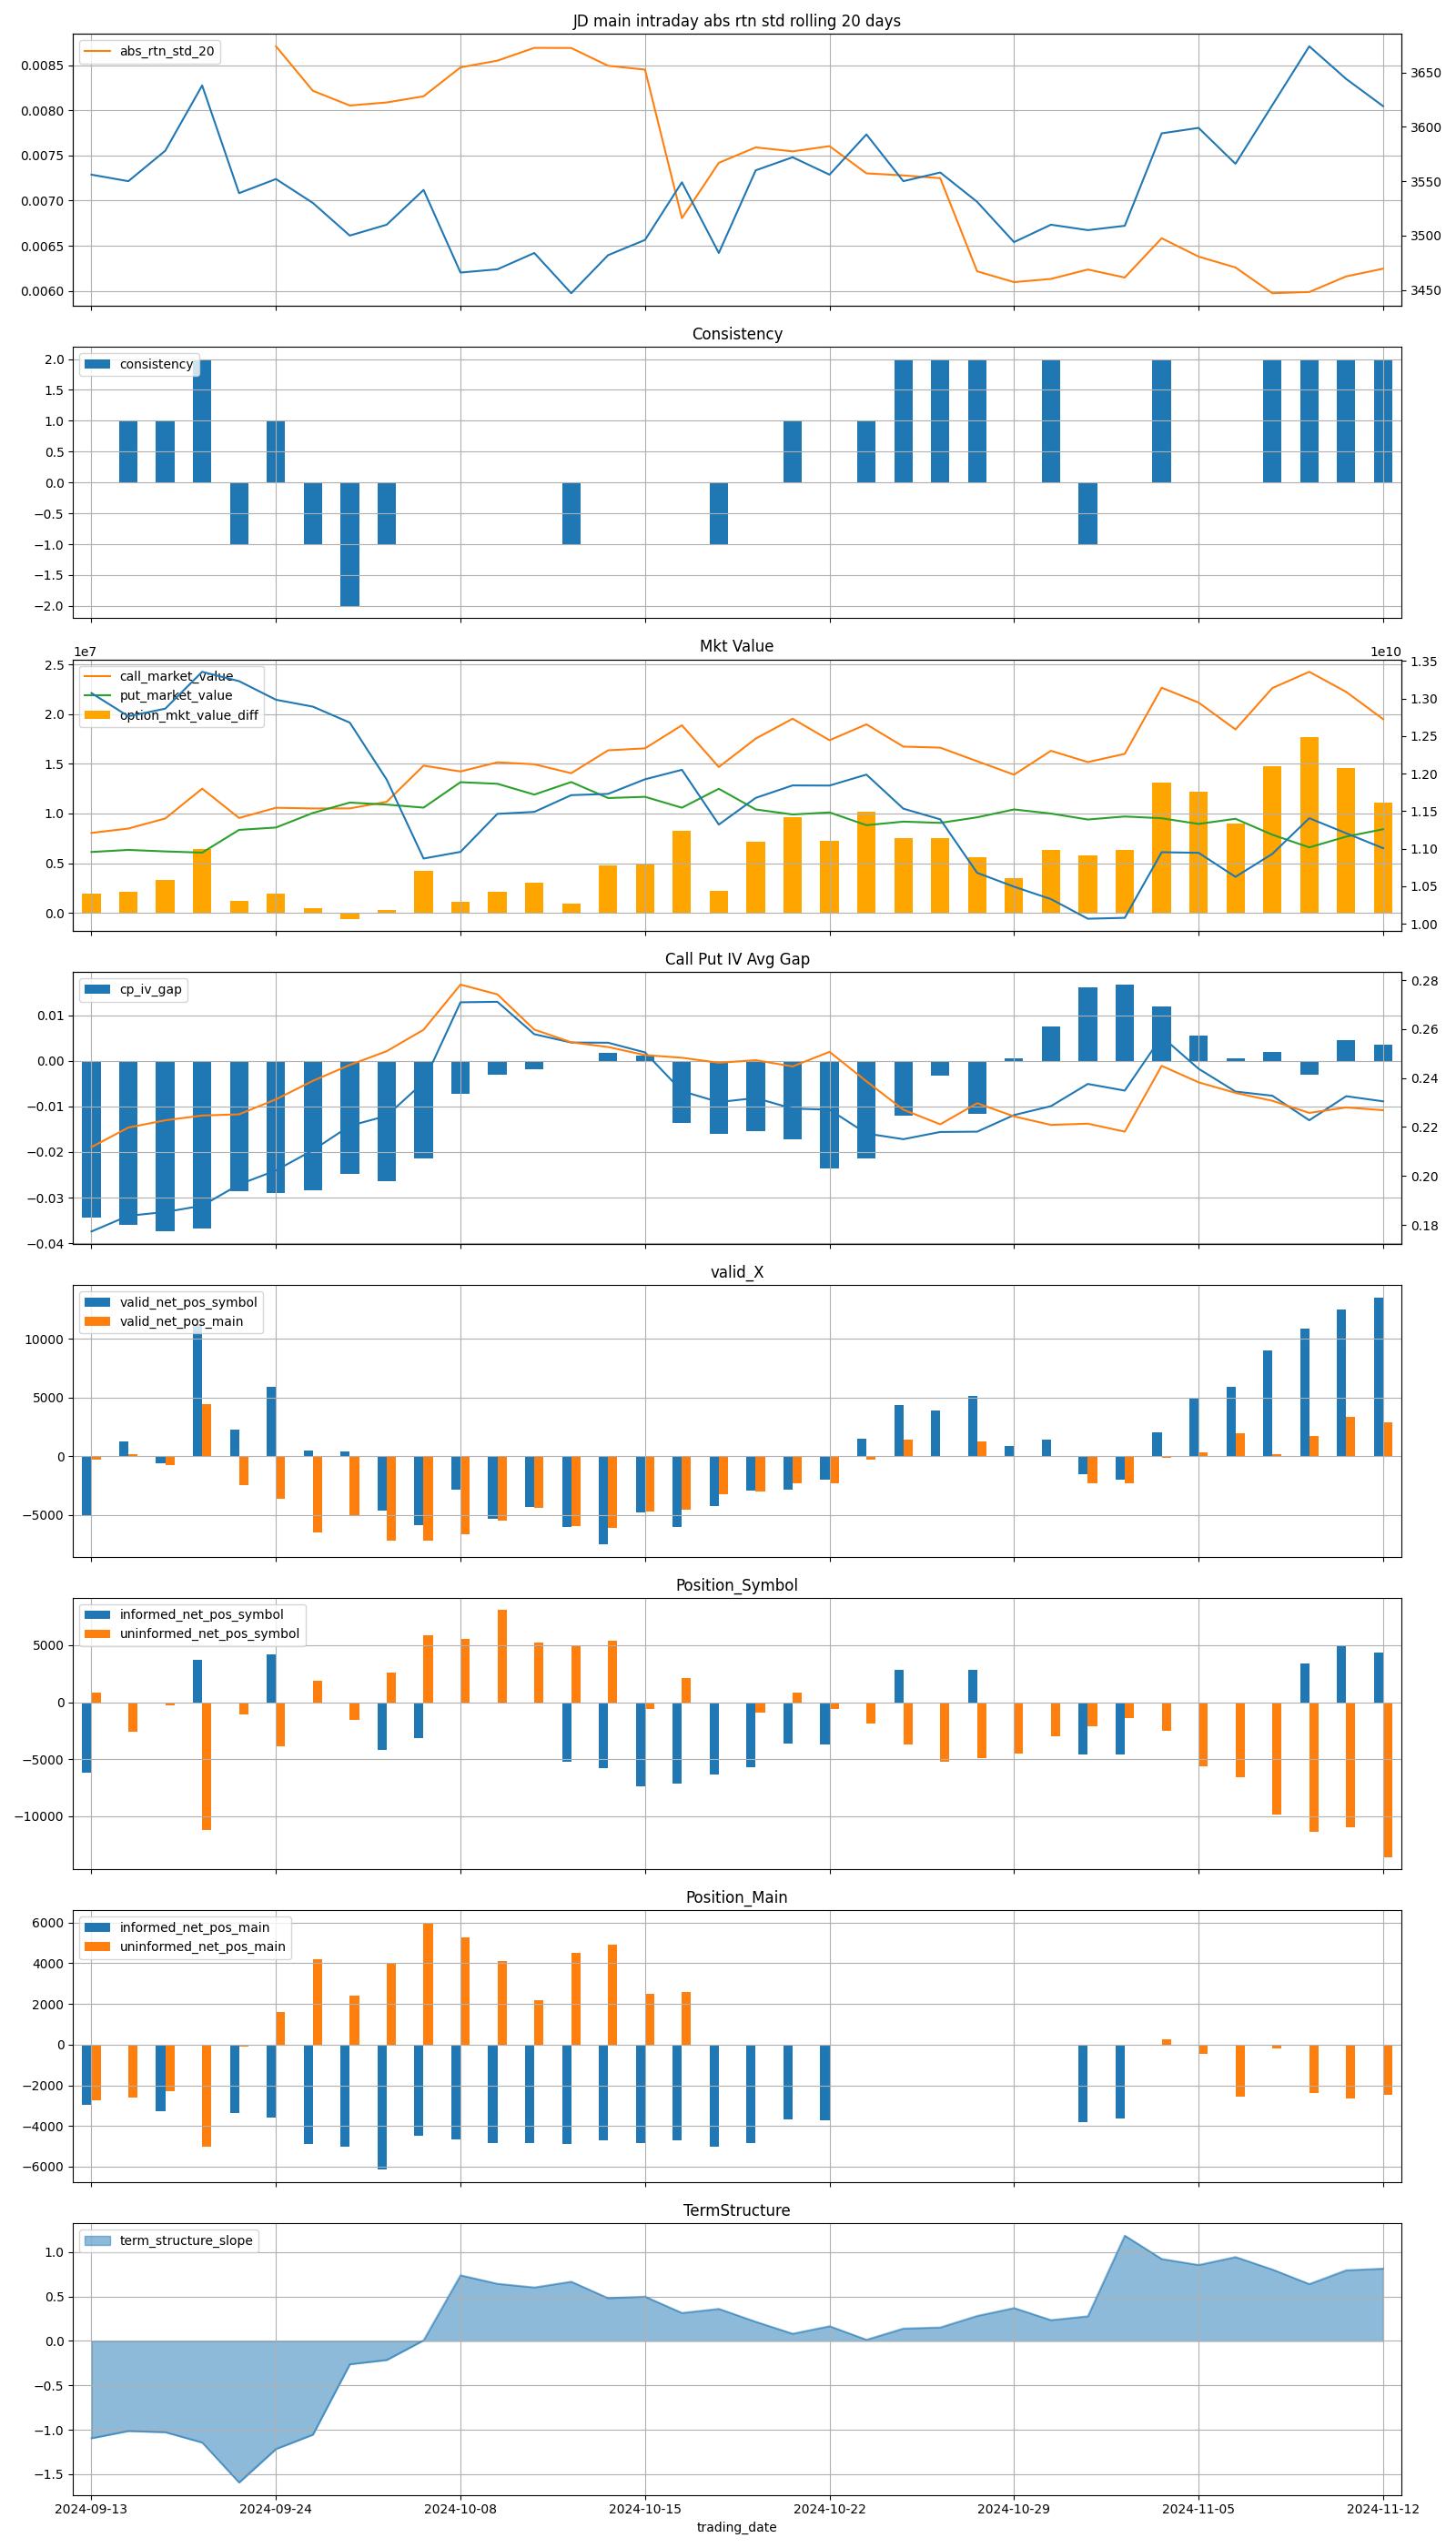 JD main intraday abs rtn std rolling 20 days
abs_rtn_std_20
0.0085
0.0080
0.0075
0.0070
0.0065
0.0060
3650
3600
3550
3500
3450
Consistency
consistency
2.0
1.5
1.0
0.5
0.0
−0.5
−1.0
−1.5
−2.0
Mkt Value
1e7
1e10
call_market_value
put_market_value
option_mkt_value_diff
2.5
2.0
1.5
1.0
0.5
0.0
1.35
1.30
1.25
1.20
1.15
1.10
1.05
1.00
Call Put IV Avg Gap
cp_iv_gap
0.01
0.00
−0.01
−0.02
−0.03
−0.04
0.28
0.26
0.24
0.22
0.20
0.18
valid_X
valid_net_pos_symbol
valid_net_pos_main
10000
5000
0
−5000
Position_Symbol
informed_net_pos_symbol
uninformed_net_pos_symbol
5000
0
−5000
−10000
Position_Main
informed_net_pos_main
uninformed_net_pos_main
6000
4000
2000
0
−2000
−4000
−6000
TermStructure
term_structure_slope
1.0
0.5
0.0
−0.5
−1.0
−1.5
2024-09-13 2024-09-24 2024-10-08 2024-10-15 2024-10-22 2024-10-29 2024-11-05 2024-11-12
trading_date